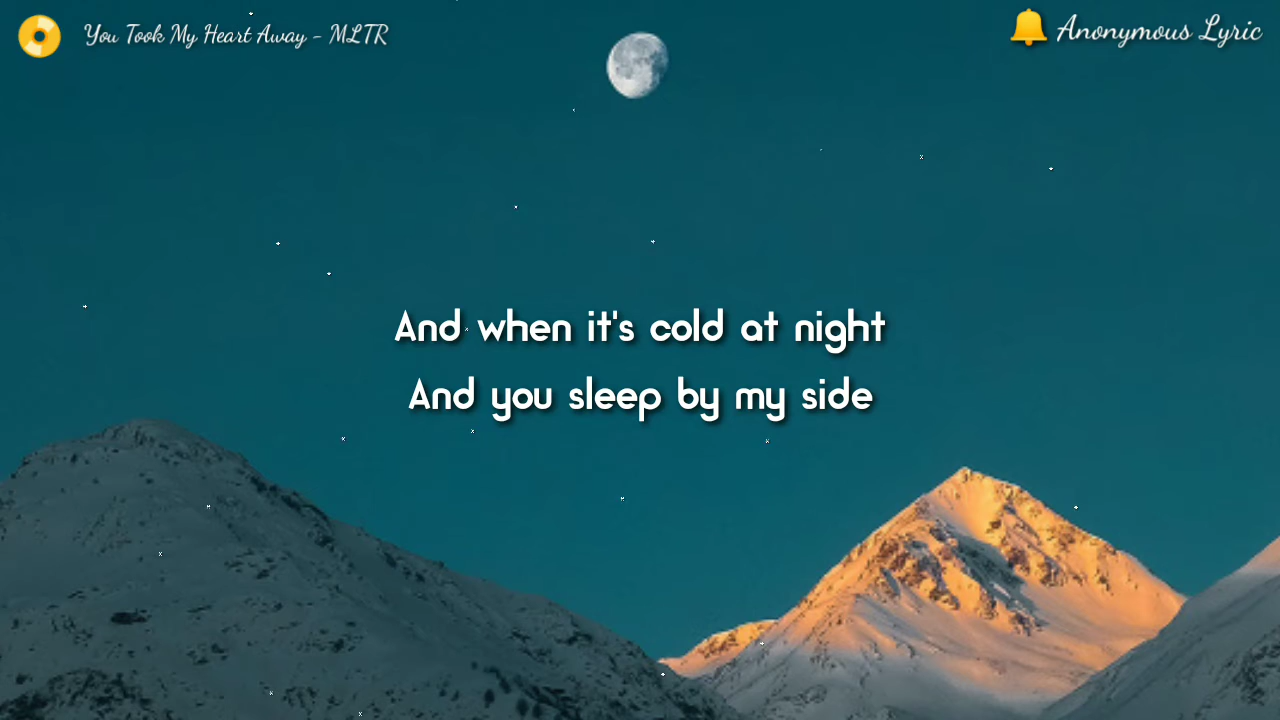 You Took My Heart Away - MLTR
Anonymous Lyric
And when it's cold at night
And you sleep by my side